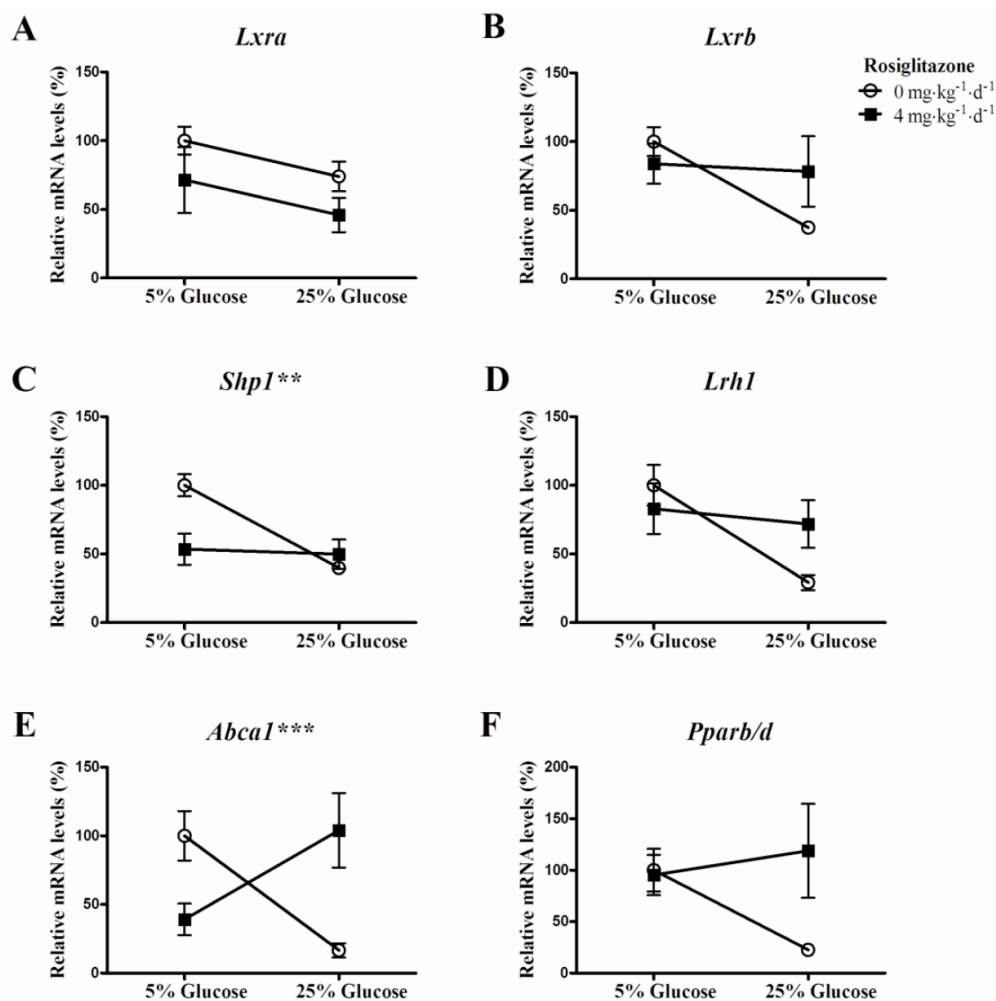 A
Lxra
Relative mRNA levels (%)
150
100
50
0
5% Glucose 25% Glucose
B
Lxrb
Relative mRNA levels (%)
150
100
50
0
5% Glucose 25% Glucose
Rosiglitazone
0 mg·kg⁻¹·d⁻¹
4 mg·kg⁻¹·d⁻¹
C
Shp1**
Relative mRNA levels (%)
150
100
50
0
5% Glucose 25% Glucose
D
Lrh1
Relative mRNA levels (%)
150
100
50
0
5% Glucose 25% Glucose
E
Abca1***
Relative mRNA levels (%)
150
100
50
0
5% Glucose 25% Glucose
F
Pparb/d
Relative mRNA levels (%)
200
150
100
50
0
5% Glucose 25% Glucose